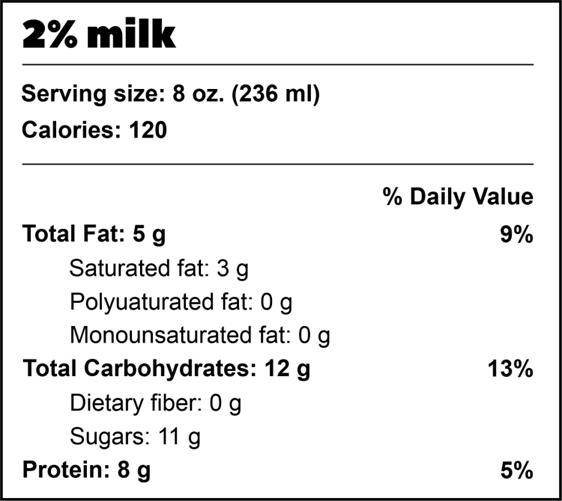 2% milk
Serving size: 8 oz. (236 ml)
Calories: 120
% Daily Value
Total Fat: 5 g 9%
Saturated fat: 3 g
Polyuaturated fat: 0 g
Monounsaturated fat: 0 g
Total Carbohydrates: 12 g 13%
Dietary fiber: 0 g
Sugars: 11 g
Protein: 8 g 5%